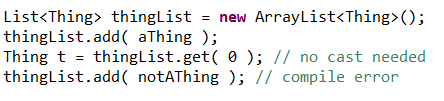 List<Thing> thingList = new ArrayList<Thing>();
thingList.add( aThing );
Thing t = thingList.get( 0 ); // no cast needed
thingList.add( notAThing ); // compile error